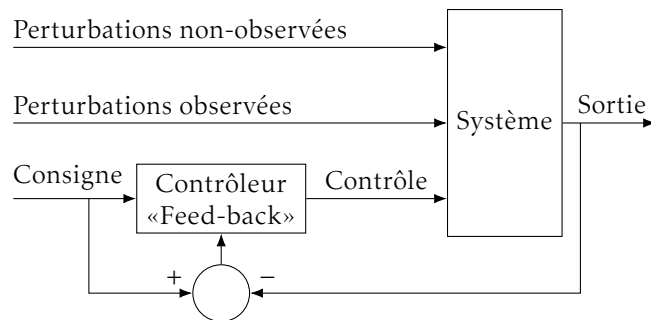 Perturbations non-observées
Perturbations observées
Système
Sortie
Consigne
Contrôleur
«Feed-back»
Contrôle
+
−